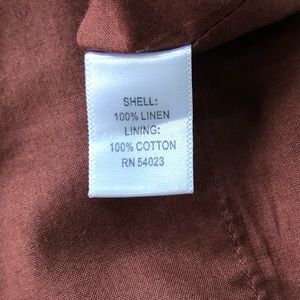 SHELL:
100% LINEN
LINING:
100% COTTON
RN 54023